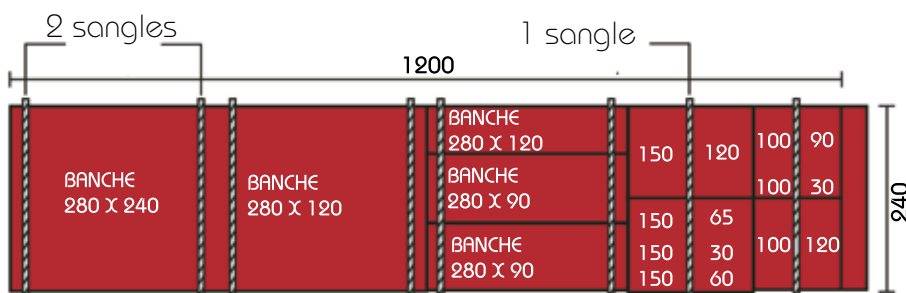 2 sangles
1 sangle
1200
BANCHE
280 X 240
BANCHE
280 X 120
BANCHE
280 X 120
BANCHE
280 X 90
BANCHE
280 X 90
150 120
150 65
150 30
150 60
100 90
100 30
100 120
240